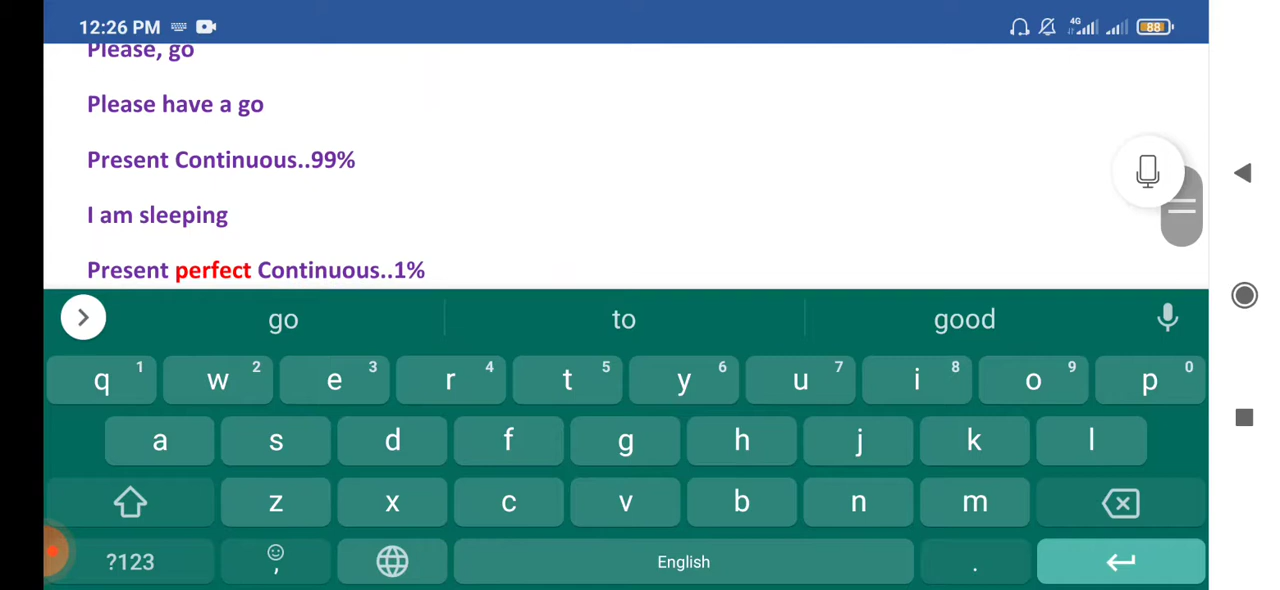 12:26 PM 4G 88
Please, go
Please have a go
Present Continuous..99%
I am sleeping
Present perfect Continuous..1%
go to good
q 1 w 2 e 3 r 4 t 5 y 6 u 7 i 8 o 9 p 0
a s d f g h j k l
z x c v b n m
?123 , English .